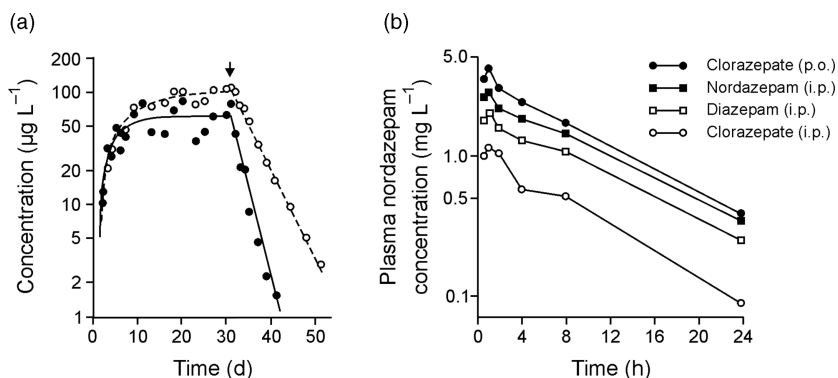 (a)
Concentration (µg L⁻¹)
200
100
50
20
10
5
2
1
0 10 20 30 40 50
Time (d)
(b)
Plasma nordazepam
concentration (mg L⁻¹)
5.0
1.0
0.5
0.1
0 4 8 12 16 20 24
Time (h)
Clorazepate (p.o.)
Nordazepam (i.p.)
Diazepam (i.p.)
Clorazepate (i.p.)